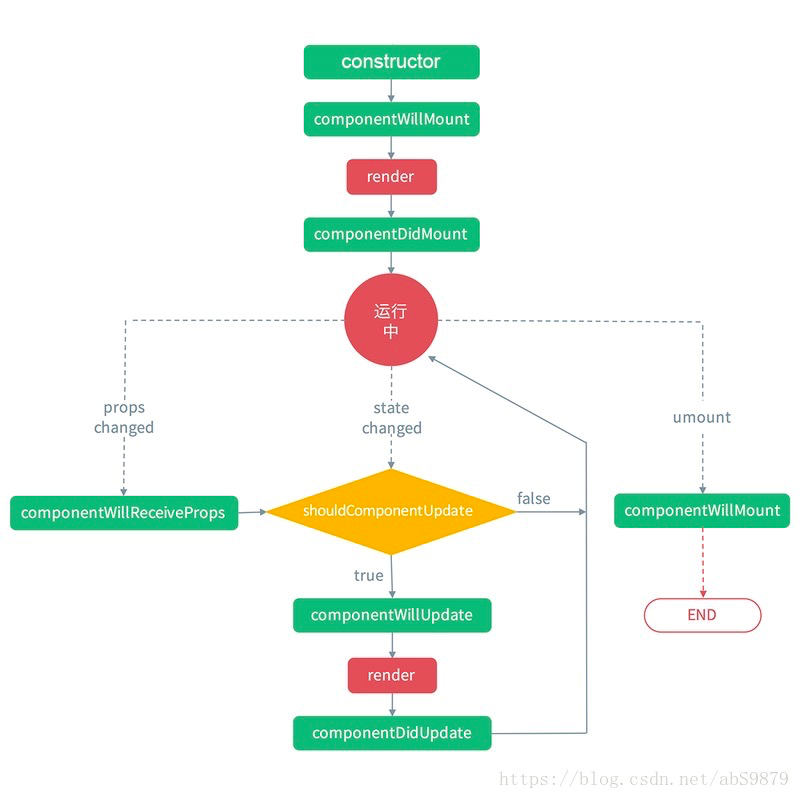 constructor
componentWillMount
render
componentDidMount
运行
中
props
changed
state
changed
umount
componentWillReceiveProps
shouldComponentUpdate
false
componentWillMount
true
componentWillUpdate
END
render
componentDidUpdate
https://blog.csdn.net/abS9879